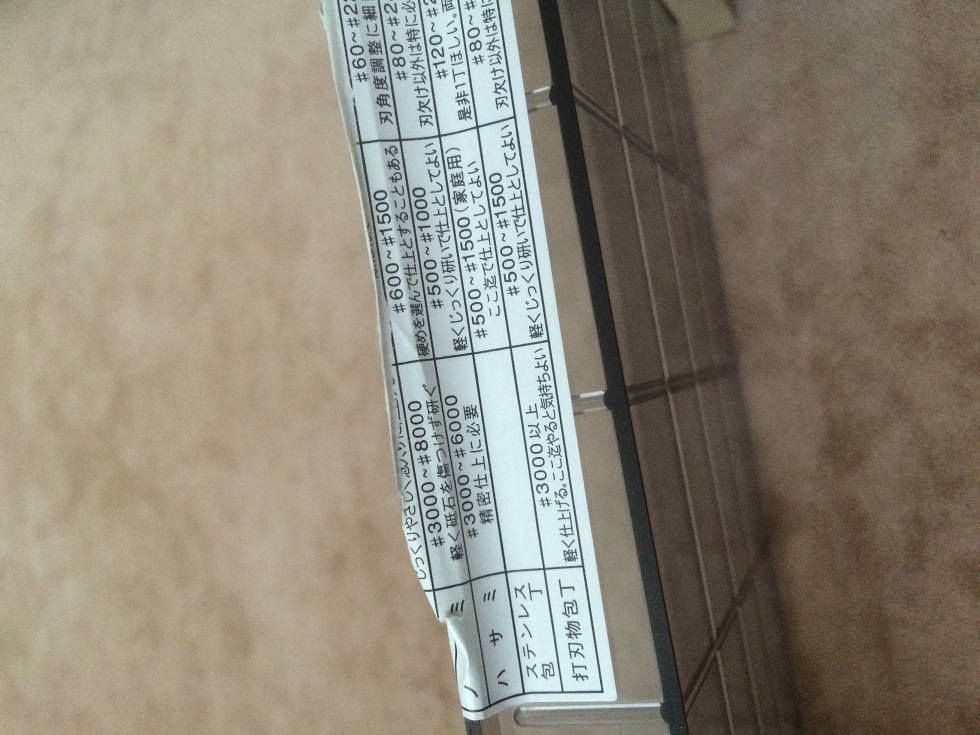 じっくりやさしく
ミ
#3000~#8000
軽く砥石を傷つけず研ぐ
#600~#1500
硬めを選んで仕上とすることもある
#60~#2
刃角度調整に細
ハサミ
#3000~#6000
精密仕上に必要
#500~#1000
軽くじっくり研いで仕上としてよい
#80~#2
刃欠け以外は特に必
ステンレス
包丁
#500~#1500(家庭用)
ここ迄で仕上としてよい
#120~#2
是非1丁ほしい。両
打刃物包丁
#3000以上
軽く仕上げる。ここ迄やると気持ちよい
#500~#1500
軽くじっくり研いで仕上としてよい
#80~#
刃欠け以外は特に